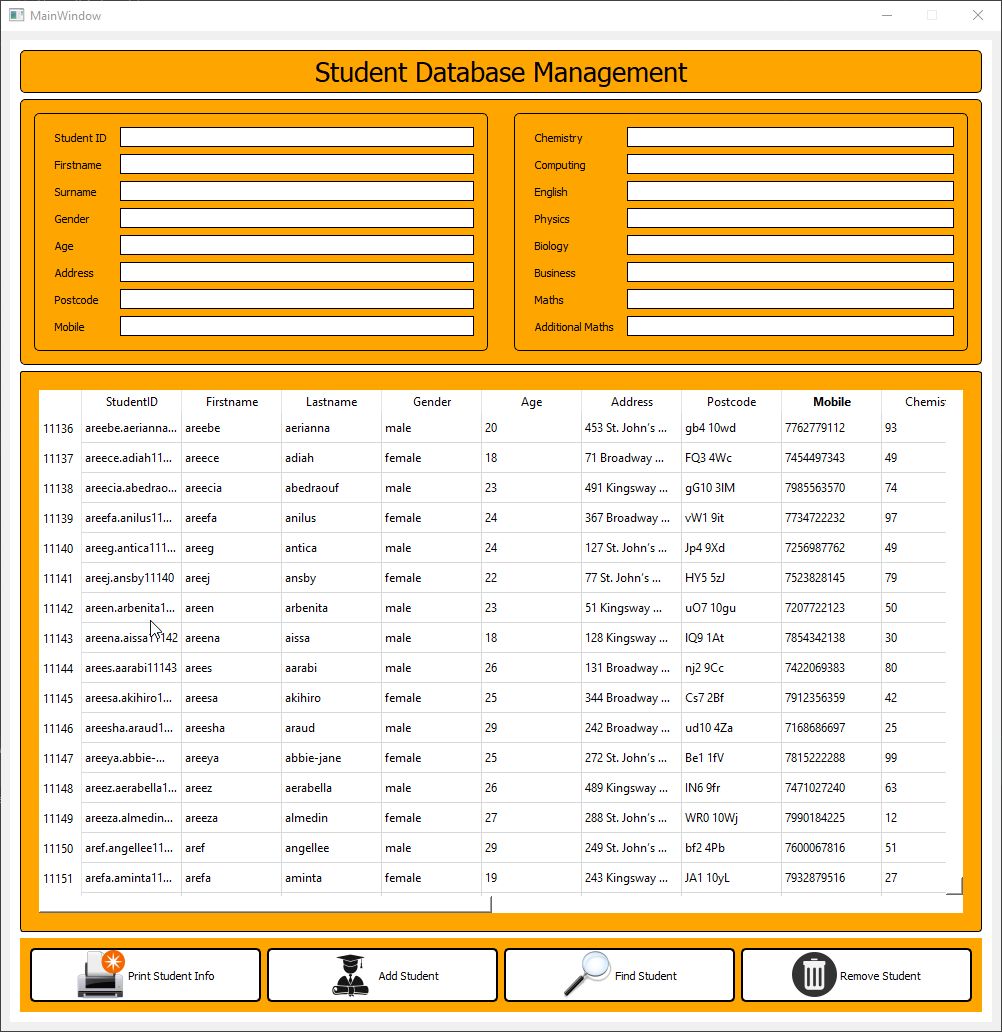 MainWindow
Student Database Management
Student ID
Firstname
Surname
Gender
Age
Address
Postcode
Mobile
Chemistry
Computing
English
Physics
Biology
Business
Maths
Additional Maths
StudentID Firstname Lastname Gender Age Address Postcode Mobile Chemis
11136 areebe.aerianna... areebe aerianna male 20 453 St. John's ... gb4 10wd 7762779112 93
11137 areece.adiah11... areece adiah female 18 71 Broadway ... FQ3 4Wc 7454497343 49
11138 areecia.abedrao... areecia abedraouf male 23 491 Kingsway ... gG10 3IM 7985563570 74
11139 areefa.anilus11... areefa anilus female 24 367 Broadway ... vW1 9it 7734722232 97
11140 areeg.antica111... areeg antica male 24 127 St. John's ... Jp4 9Xd 7256987762 49
11141 areej.ansby11140 areej ansby female 22 77 St. John's ... HY5 5zJ 7523828145 79
11142 areen.arbenita1... areen arbenita male 23 51 Kingsway ... uO7 10gu 7207722123 50
11143 areena.aissa11142 areena aissa male 18 128 Kingsway ... IQ9 1At 7854342138 30
11144 arees.aarabi11143 arees aarabi male 26 131 Broadway ... nj2 9Cc 7422069383 80
11145 areesa.akihiro1... areesa akihiro female 25 344 Broadway ... Cs7 2Bf 7912356359 42
11146 areesha.araud1... areesha araud male 29 242 Broadway ... ud10 4Za 7168686697 25
11147 areeya.abbie-... areeya abbie-jane female 25 272 St. John's ... Be1 1fV 7815222288 99
11148 areez.aerabella1... areez aerabella male 26 489 Kingsway ... IN6 9fr 7471027240 63
11149 areeza.almedin... areeza almedin female 27 288 St. John's ... WR0 10Wj 7990184225 12
11150 aref.angellee11... aref angellee male 29 249 St. John's ... bf2 4Pb 7600067816 51
11151 arefa.aminta11... arefa aminta female 19 243 Kingsway ... JA1 10yL 7932879516 27
Print Student Info
Add Student
Find Student
Remove Student